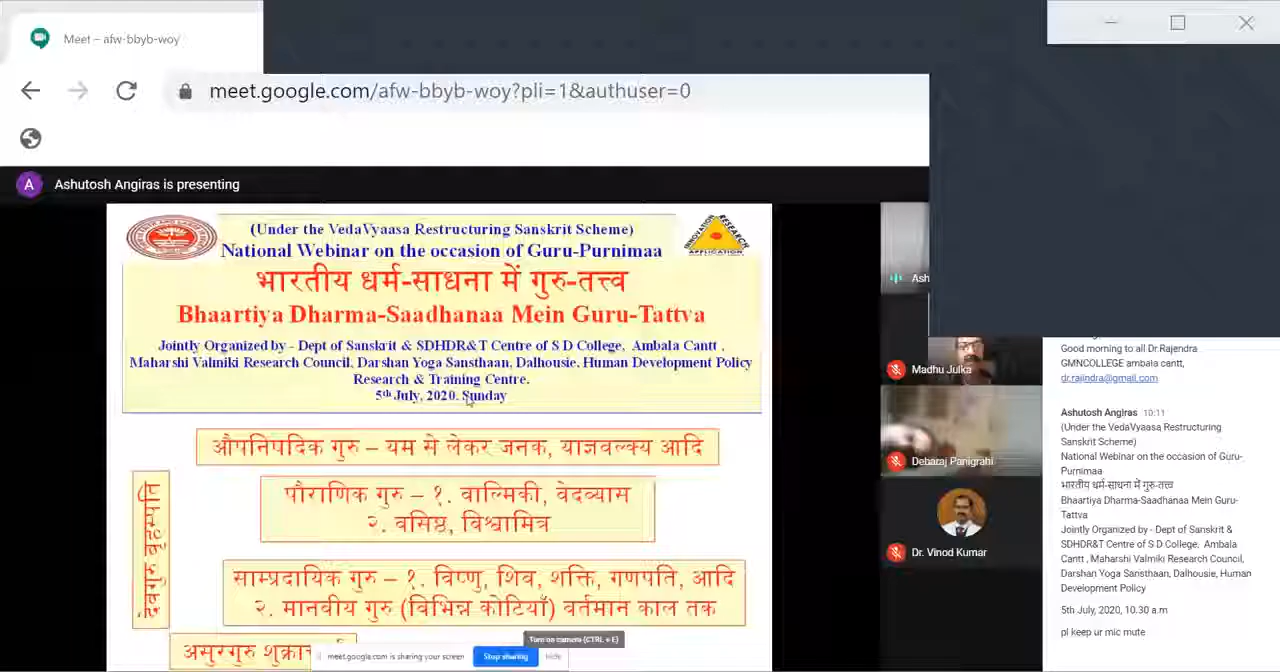 Meet – afw-bbyb-woy
meet.google.com/afw-bbyb-woy?pli=1&authuser=0
A
Ashutosh Angiras is presenting
(Under the VedaVyaasa Restructuring Sanskrit Scheme)
National Webinar on the occasion of Guru-Purnimaa
भारतीय धर्म-साधना में गुरु-तत्त्व
Bhaartiya Dharma-Saadhanaa Mein Guru-Tattva
Jointly Organized by - Dept of Sanskrit & SDHDR&T Centre of S D College, Ambala Cantt ,
Maharshi Valmiki Research Council, Darshan Yoga Sansthaan, Dalhousie, Human Development Policy
Research & Training Centre.
5th July, 2020. Sunday
INNOVATION RESEARCH APPLICATION
औपनिषदिक गुरु – यम से लेकर जनक, याज्ञवल्क्य आदि
पौराणिक गुरु – १. वाल्मिकी, वेदव्यास
२. वसिष्ठ, विश्वामित्र
देवगुरु बृहस्पति
साम्प्रदायिक गुरु – १. विष्णु, शिव, शक्ति, गणपति, आदि
२. मानवीय गुरु (विभिन्न कोटियाँ) वर्तमान काल तक
असुरगुरु
Turn on camera (CTRL + E)
meet.google.com is sharing your screen
Stop sharing
Hide
Ash
Madhu Julka
Debaraj Panigrahi
Dr. Vinod Kumar
Good morning to all Dr.Rajendra
GMNCOLLEGE ambala cantt,
dr.rajindra@gmail.com
Ashutosh Angiras 10:11
(Under the VedaVyaasa Restructuring
Sanskrit Scheme)
National Webinar on the occasion of Guru-
Purnimaa
भारतीय धर्म-साधना में गुरु-तत्त्व
Bhaartiya Dharma-Saadhanaa Mein Guru-
Tattva
Jointly Organized by - Dept of Sanskrit &
SDHDR&T Centre of S D College, Ambala
Cantt , Maharshi Valmiki Research Council,
Darshan Yoga Sansthaan, Dalhousie, Human
Development Policy
5th July, 2020, 10.30 a.m
pl keep ur mic mute